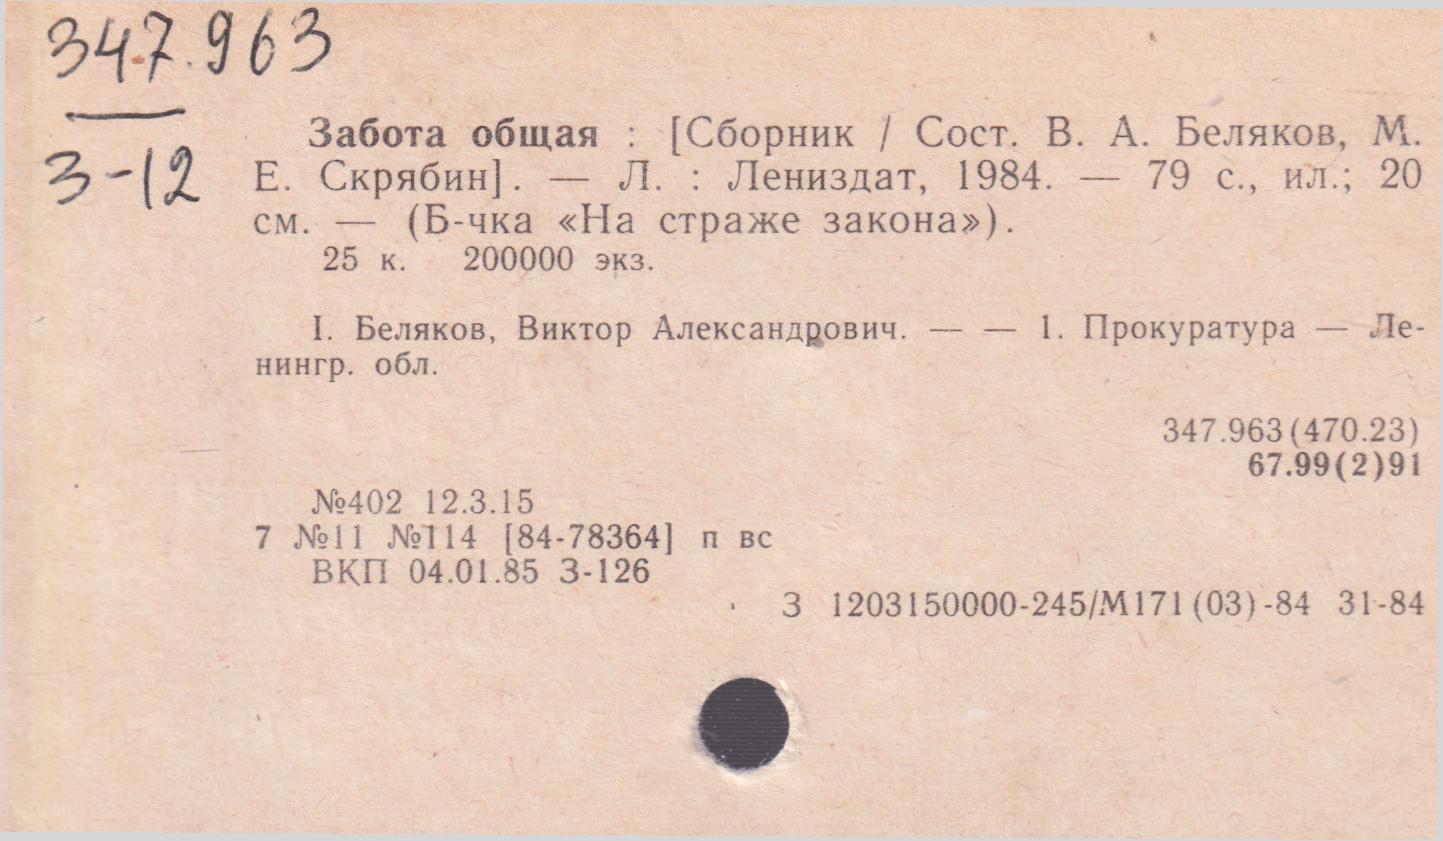 347.963
З-12
Забота общая : [Сборник / Сост. В. А. Беляков, М.
Е. Скрябин]. — Л. : Лениздат, 1984. — 79 с., ил.; 20
см. — (Б-чка «На страже закона»).
25 к. 200000 экз.
I. Беляков, Виктор Александрович. — — 1. Прокуратура — Ле-
нингр. обл.
347.963(470.23)
67.99(2)91
№402 12.3.15
7 №11 №114 [84-78364] п вс
ВКП 04.01.85 З-126
З 1203150000-245/М171(03)-84 31-84